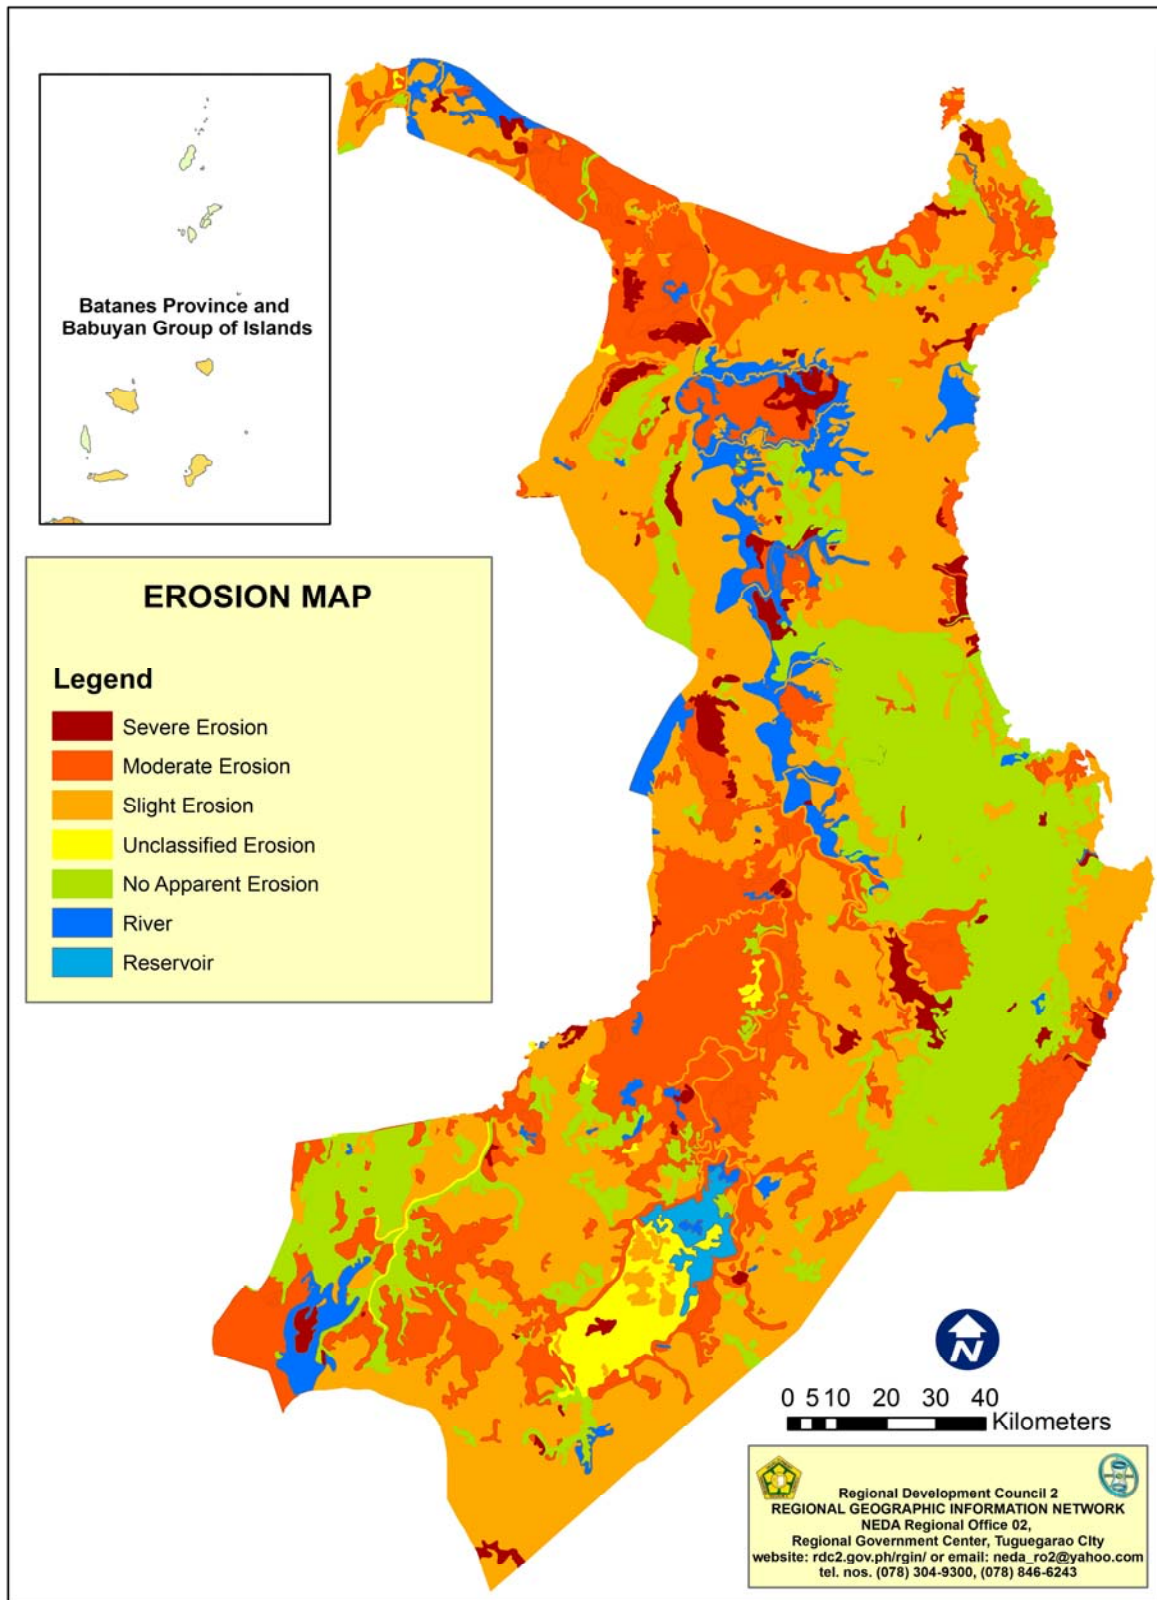 Batanes Province and
Babuyan Group of Islands
EROSION MAP
Legend
Severe Erosion
Moderate Erosion
Slight Erosion
Unclassified Erosion
No Apparent Erosion
River
Reservoir
N
0 5 10 20 30 40
Kilometers
Regional Development Council 2
REGIONAL GEOGRAPHIC INFORMATION NETWORK
NEDA Regional Office 02,
Regional Government Center, Tuguegarao CIty
website: rdc2.gov.ph/rgin/ or email: neda_ro2@yahoo.com
tel. nos. (078) 304-9300, (078) 846-6243